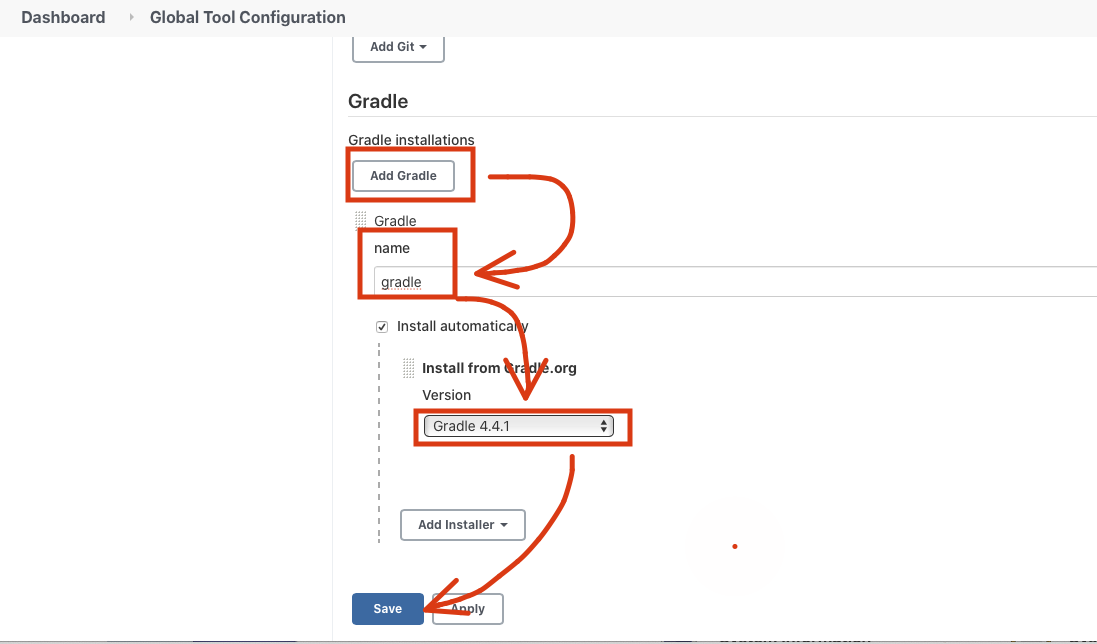 Dashboard
Global Tool Configuration
Add Git
Gradle
Gradle installations
Add Gradle
Gradle
name
gradle
Install automatically
Install from Gradle.org
Version
Gradle 4.4.1
Add Installer
Save
Apply